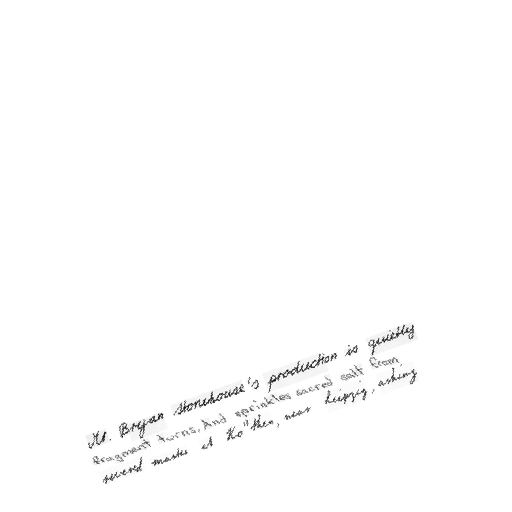 Mr. Bryan Stonehouse's production is quietly
fragment turns, And sprinkles sacred salt from
several masks at Ko"then, near Leipzig, asking